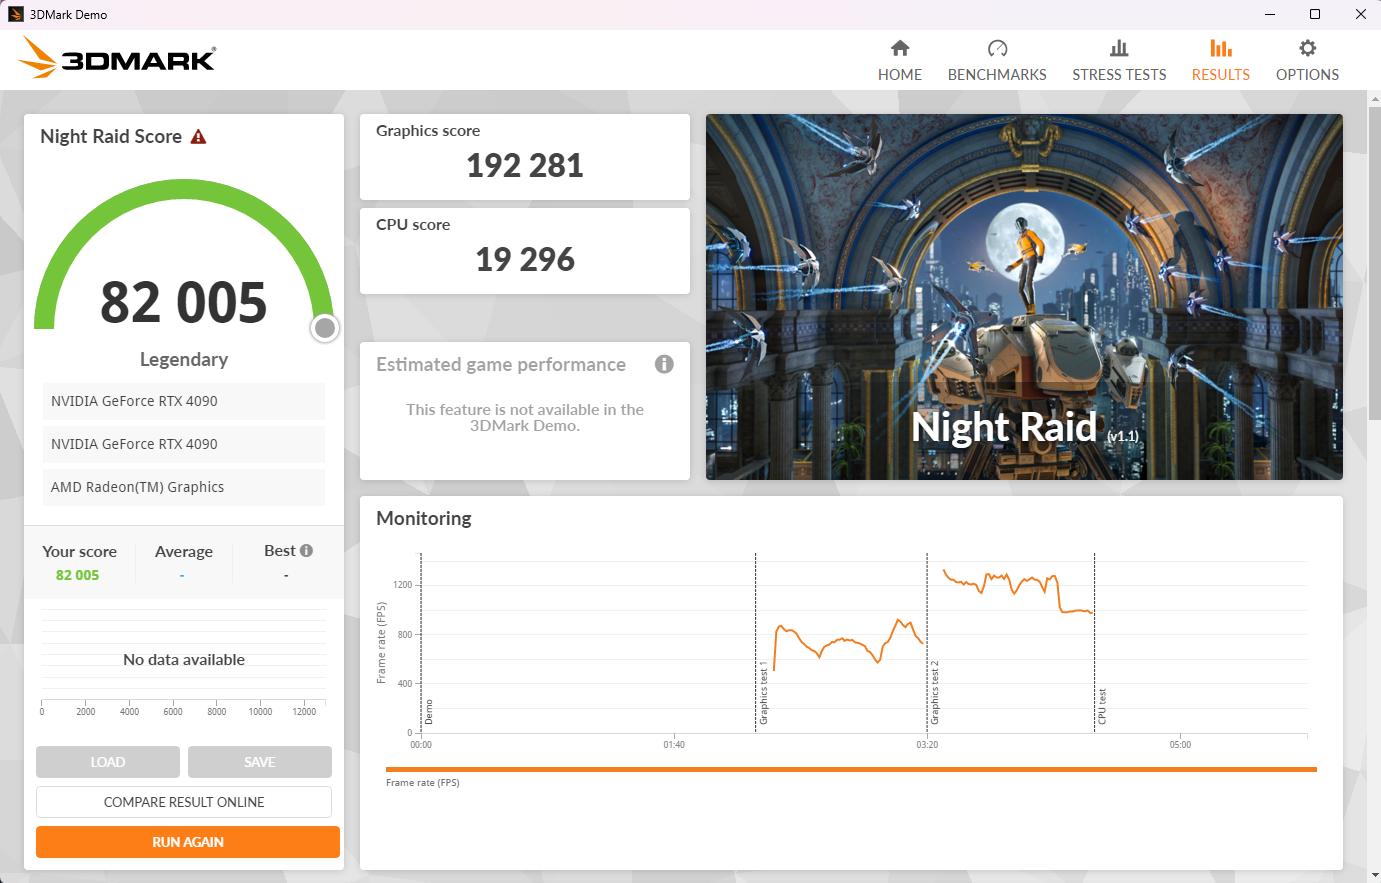 3DMark Demo
3DMARK®
HOME
BENCHMARKS
STRESS TESTS
RESULTS
OPTIONS
Night Raid Score
82 005
Legendary
NVIDIA GeForce RTX 4090
NVIDIA GeForce RTX 4090
AMD Radeon(TM) Graphics
Your score
82 005
Average
-
Best
-
No data available
0 2000 4000 6000 8000 10000 12000
LOAD
SAVE
COMPARE RESULT ONLINE
RUN AGAIN
Graphics score
192 281
CPU score
19 296
Estimated game performance
This feature is not available in the
3DMark Demo.
Night Raid (v1.1)
Monitoring
Frame rate (FPS)
1200
800
400
0
Demo
Graphics test 1
Graphics test 2
CPU test
00:00 01:40 03:20 05:00
Frame rate (FPS)